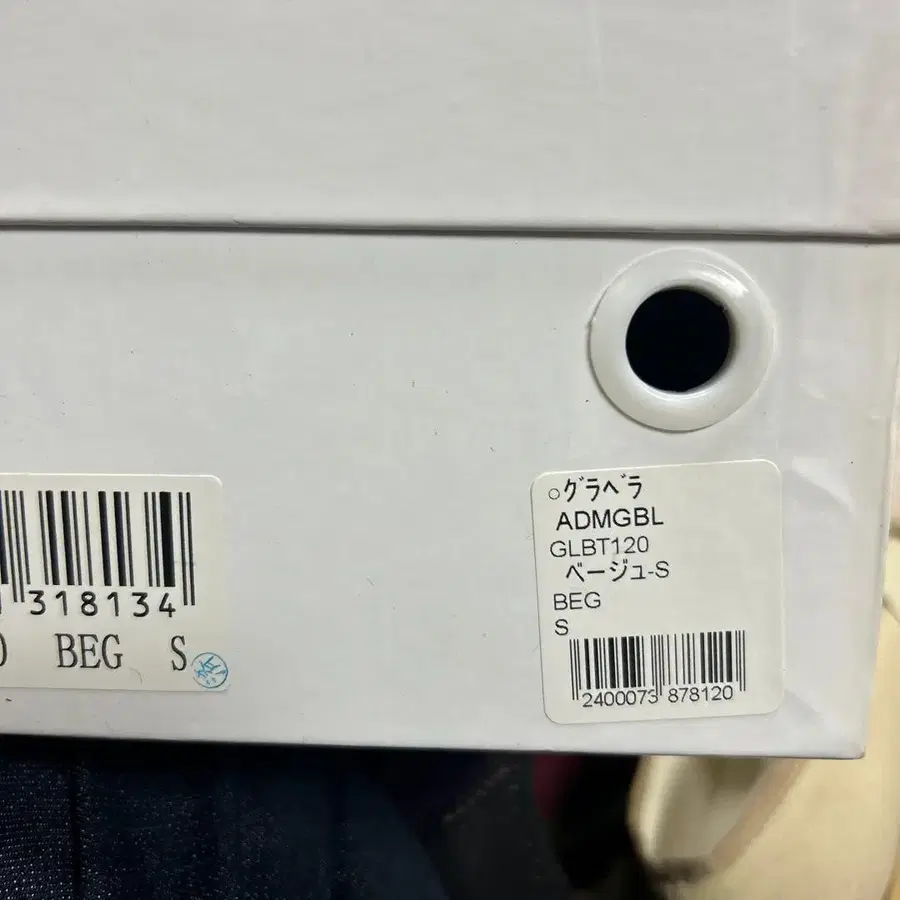 318134
BEG S
○グラベラ
ADMGBL
GLBT120
ベージュ-S
BEG
S
2400073 878120